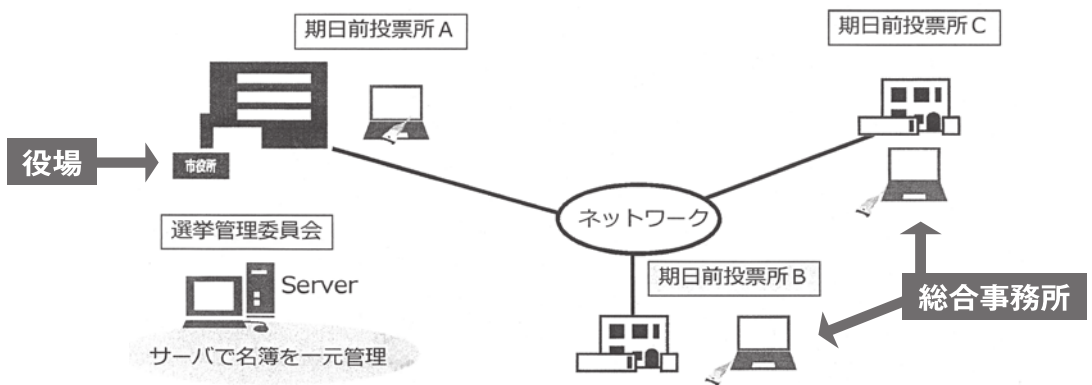 期日前投票所A
期日前投票所C
役場
市役所
選挙管理委員会
Server
サーバで名簿を一元管理
ネットワーク
期日前投票所B
総合事務所